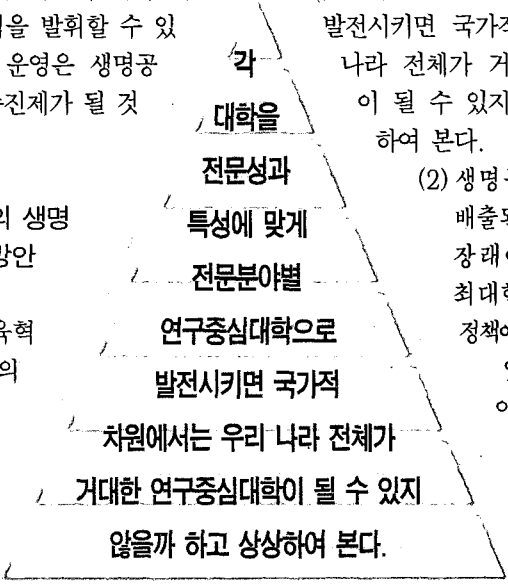 을 발휘할 수 있
운영은 생명공
진제가 될 것
의 생명
방안
육혁
의
각
대학을
전문성과
특성에 맞게
전문분야별
연구중심대학으로
발전시키면 국가적
차원에서는 우리 나라 전체가
거대한 연구중심대학이 될 수 있지
않을까 하고 상상하여 본다.
발전시키면 국가적
나라 전체가 거
이 될 수 있지
하여 본다.
(2) 생명
배출되
장래
최대한
정책에